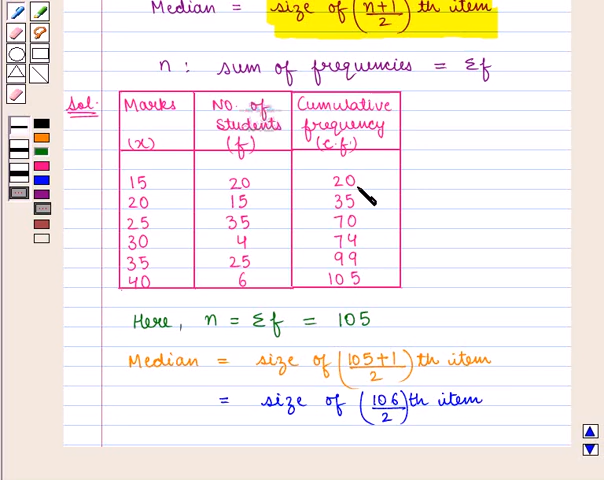 Median = size of (n+1/2) th item
n : sum of frequencies = Σf
Sol.
Marks (x) No. of Students (f) Cumulative frequency (c.f.)
15 20 20
20 15 35
25 35 70
30 4 74
35 25 99
40 6 105
Here, n = Σf = 105
Median = size of (105+1/2) th item
= size of (106/2) th item